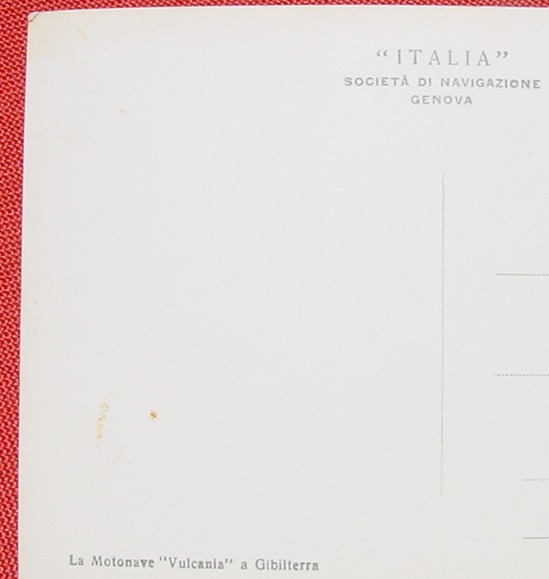 “ITALIA”
SOCIETÀ DI NAVIGAZIONE
GENOVA
La Motonave "Vulcania" a Gibilterra